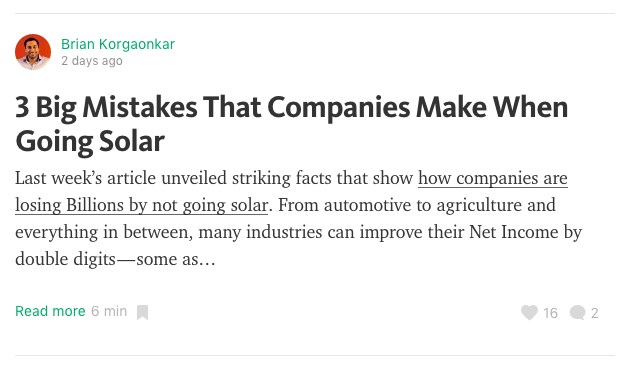 Brian Korgaonkar
2 days ago
3 Big Mistakes That Companies Make When
Going Solar
Last week’s article unveiled striking facts that show how companies are
losing Billions by not going solar. From automotive to agriculture and
everything in between, many industries can improve their Net Income by
double digits — some as…
Read more 6 min 16 2